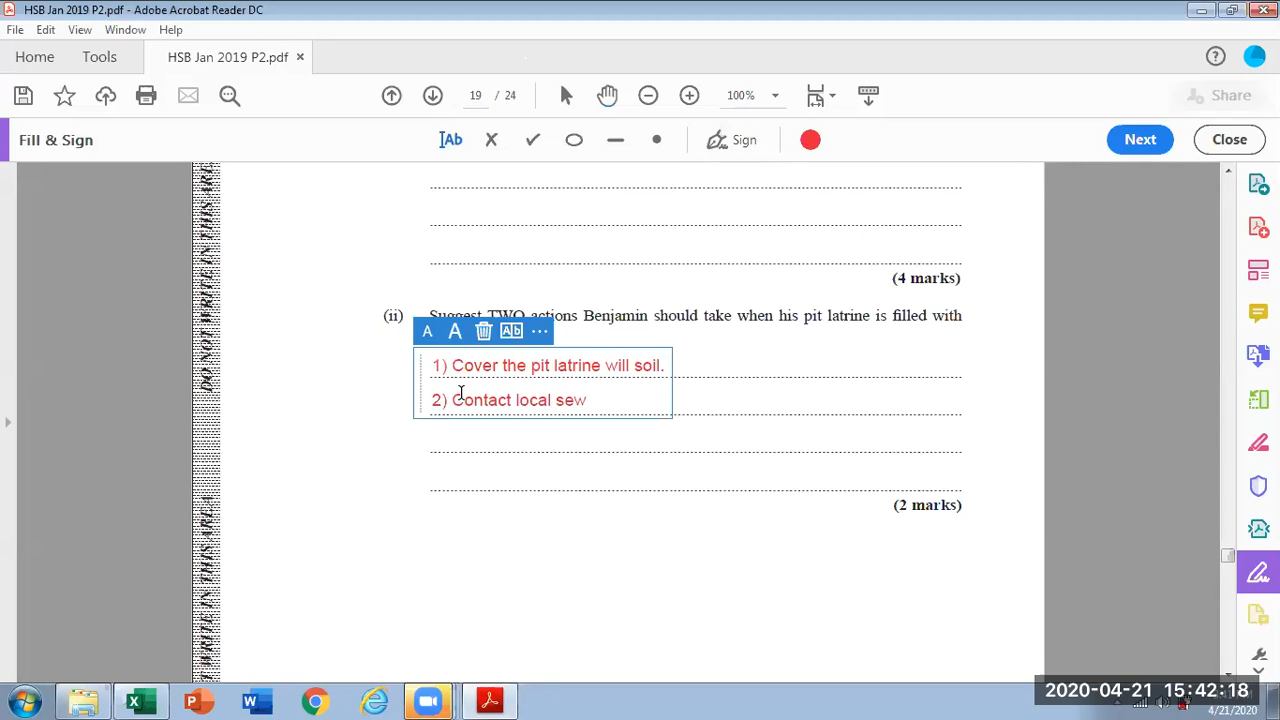 HSB Jan 2019 P2.pdf - Adobe Acrobat Reader DC
File Edit View Window Help
Home Tools HSB Jan 2019 P2.pdf ×
19 / 24 100% Share
Fill & Sign Ab Sign Next Close
(4 marks)
(ii) Suggest TWO actions Benjamin should take when his pit latrine is filled with
A A Ab ...
1) Cover the pit latrine will soil.
2) Contact local sew
(2 marks)
2020-04-21 15:42:18
4/21/2020